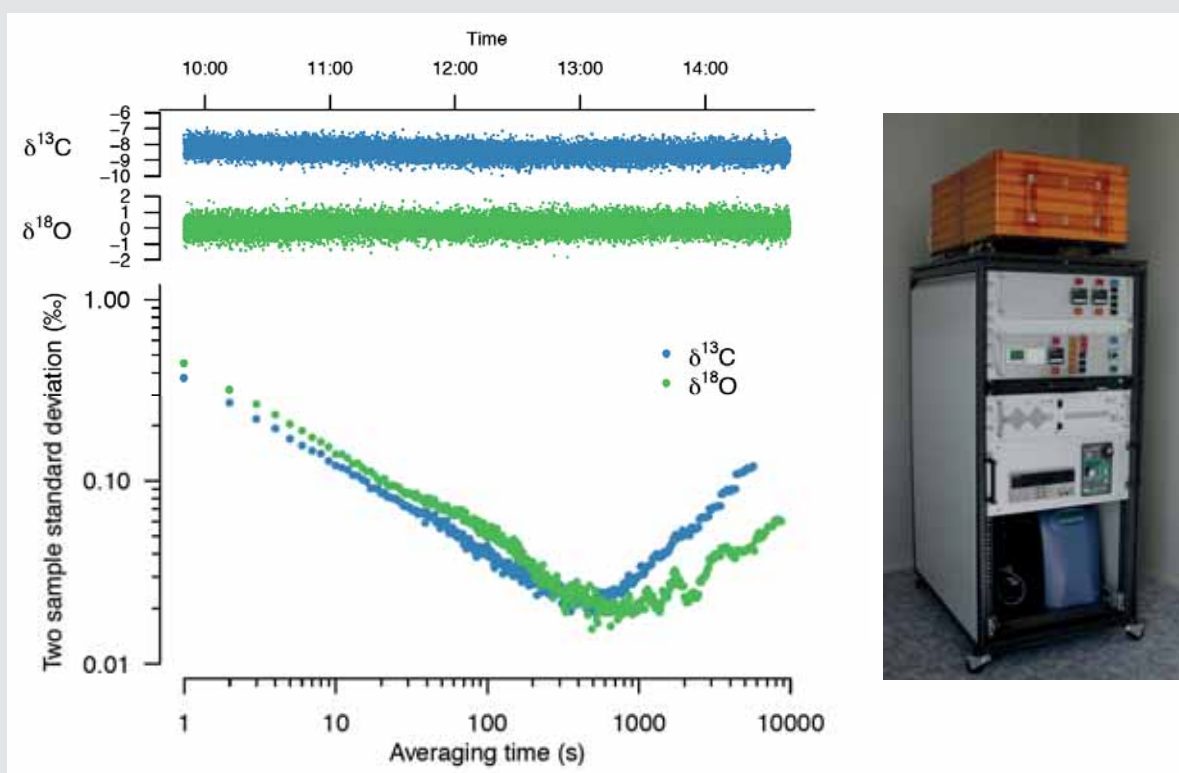 Time
10:00 11:00 12:00 13:00 14:00
δ¹³C
−6
−7
−8
−9
−10
δ¹⁸O
2
1
0
−1
−2
Two sample standard deviation (‰)
1.00
0.10
0.01
δ¹³C
δ¹⁸O
1 10 100 1000 10000
Averaging time (s)